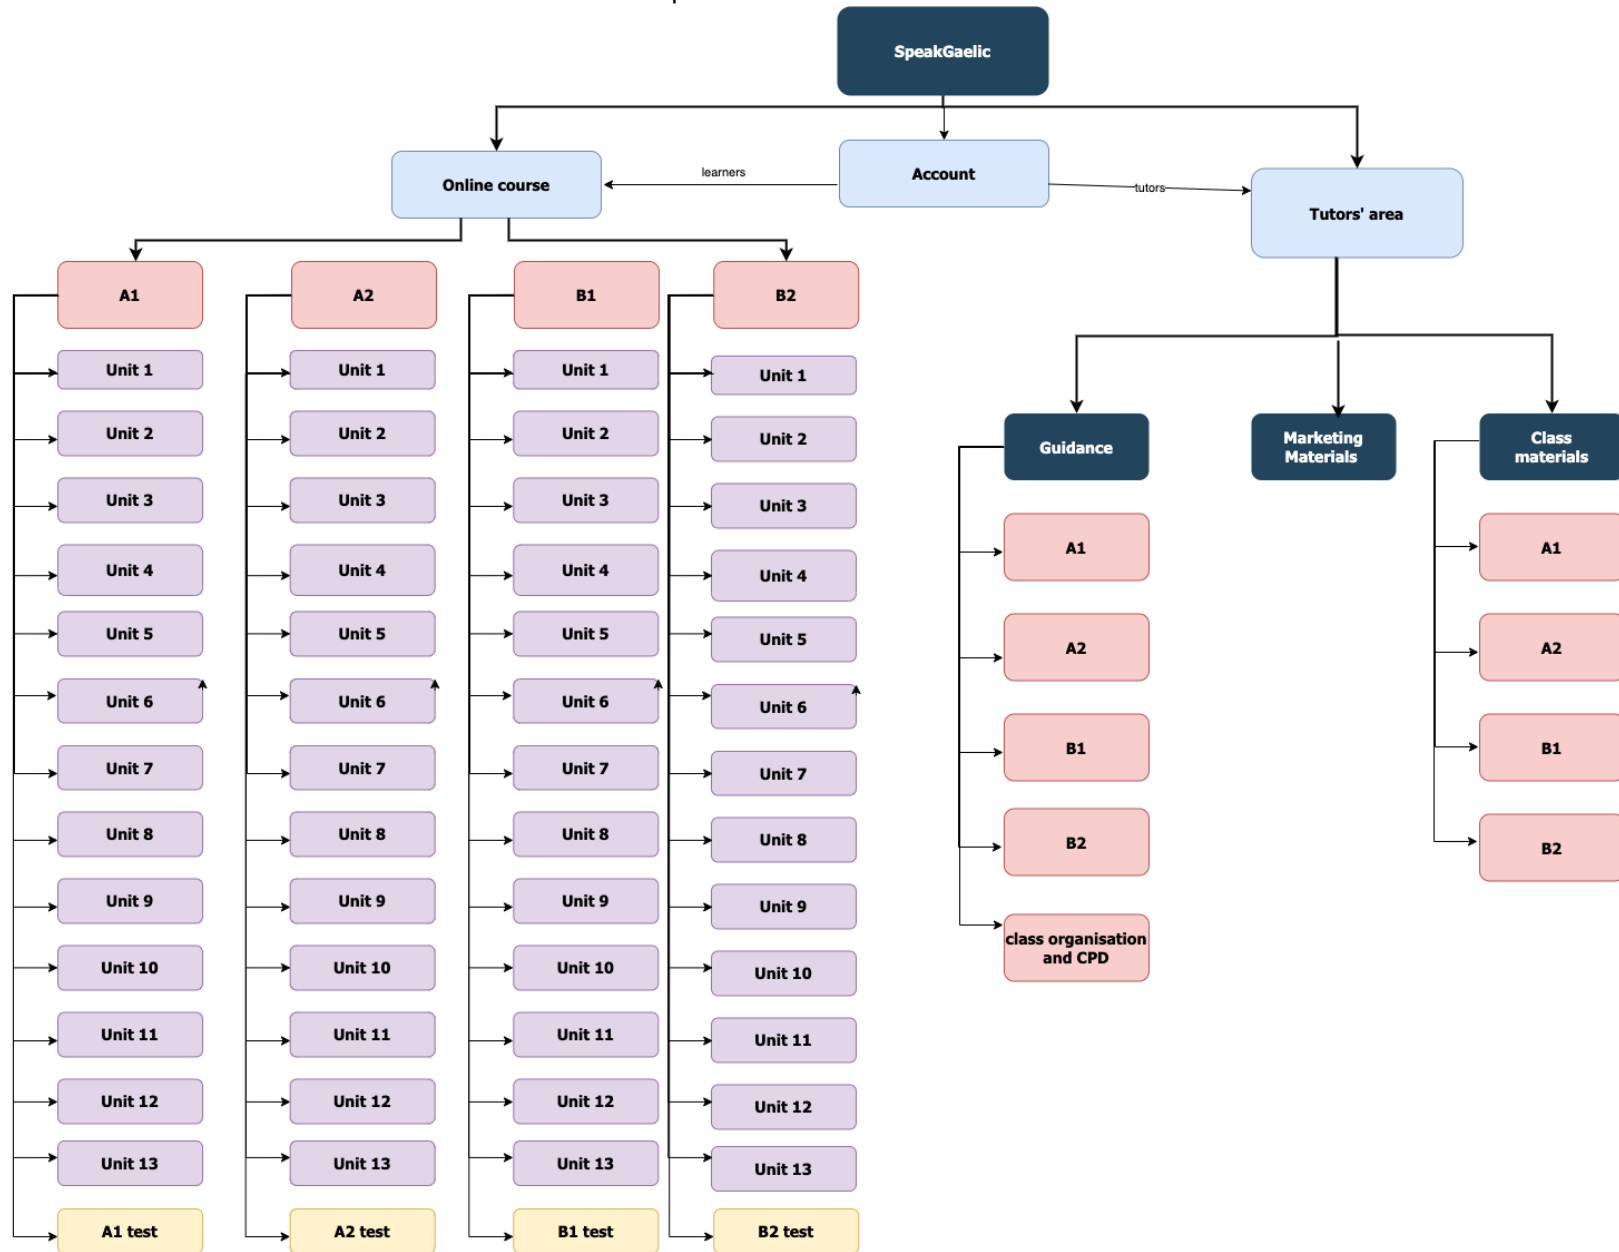 SpeakGaelic
Online course
learners
Account
tutors
Tutors' area
A1
A2
B1
B2
Unit 1
Unit 1
Unit 1
Unit 1
Unit 2
Unit 2
Unit 2
Unit 2
Unit 3
Unit 3
Unit 3
Unit 3
Unit 4
Unit 4
Unit 4
Unit 4
Unit 5
Unit 5
Unit 5
Unit 5
Unit 6
Unit 6
Unit 6
Unit 6
Unit 7
Unit 7
Unit 7
Unit 7
Unit 8
Unit 8
Unit 8
Unit 8
Unit 9
Unit 9
Unit 9
Unit 9
Unit 10
Unit 10
Unit 10
Unit 10
Unit 11
Unit 11
Unit 11
Unit 11
Unit 12
Unit 12
Unit 12
Unit 12
Unit 13
Unit 13
Unit 13
Unit 13
A1 test
A2 test
B1 test
B2 test
Guidance
A1
A2
B1
B2
class organisation
and CPD
Marketing
Materials
Class
materials
A1
A2
B1
B2